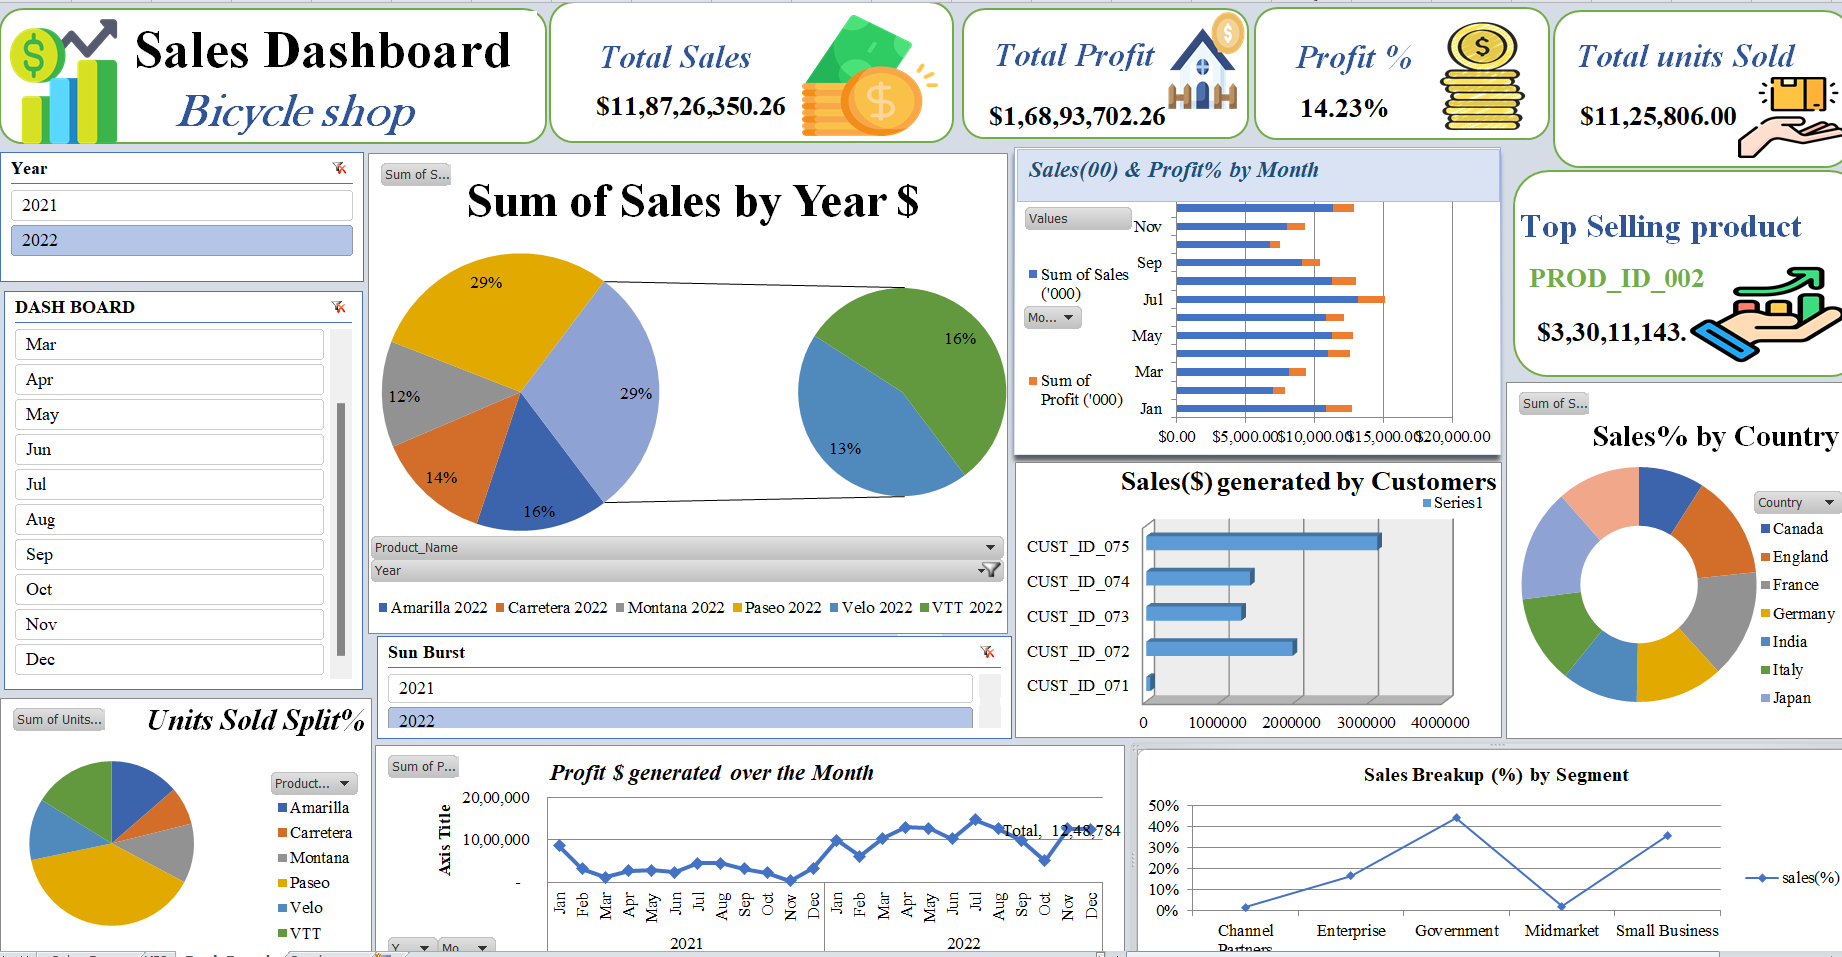 Sales Dashboard
Bicycle shop
Total Sales
$11,87,26,350.26
Total Profit
$1,68,93,702.26
Profit %
14.23%
Total units Sold
$11,25,806.00
Year
2021
2022
DASH BOARD
Mar
Apr
May
Jun
Jul
Aug
Sep
Oct
Nov
Dec
Sum of S...
Sum of Sales by Year $
29%
29%
12%
14%
16%
16%
13%
Product_Name
Year
Amarilla 2022
Carretera 2022
Montana 2022
Paseo 2022
Velo 2022
VTT 2022
Sun Burst
2021
2022
Sales(00) & Profit% by Month
Values
Sum of Sales
('000)
Mo...
Sum of
Profit ('000)
Nov
Sep
Jul
May
Mar
Jan
$0.00
$5,000.00
$10,000.00
$15,000.00
$20,000.00
Top Selling product
PROD_ID_002
$3,30,11,143.
Sales($) generated by Customers
Series1
CUST_ID_075
CUST_ID_074
CUST_ID_073
CUST_ID_072
CUST_ID_071
0
1000000
2000000
3000000
4000000
Sum of S...
Sales% by Country
Country
Canada
England
France
Germany
India
Italy
Japan
Sum of Units...
Units Sold Split%
Product...
Amarilla
Carretera
Montana
Paseo
Velo
VTT
Sum of P...
Profit $ generated over the Month
Axis Title
20,00,000
10,00,000
-
Total, 12,48,784
Jan Feb Mar Apr May Jun Jul Aug Sep Oct Nov Dec Jan Feb Mar Apr May Jun Jul Aug Sep Oct Nov Dec
2021
2022
Y...
Mo...
Sales Breakup (%) by Segment
50%
40%
30%
20%
10%
0%
sales(%)
Channel
Partners
Enterprise
Government
Midmarket
Small Business